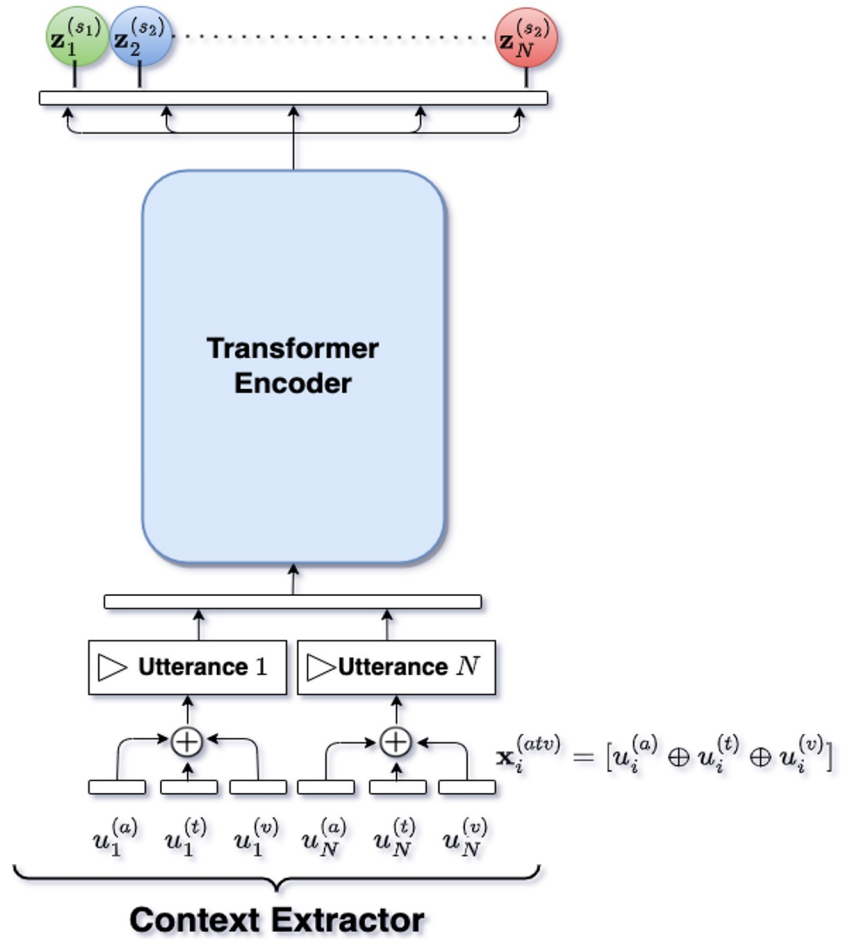 z_1^{(s_1)} z_2^{(s_2)} z_N^{(s_2)}
Transformer
Encoder
Utterance 1 Utterance N
x_i^{(atv)} = [u_i^{(a)} ⊕ u_i^{(t)} ⊕ u_i^{(v)}]
u_1^{(a)} u_1^{(t)} u_1^{(v)} u_N^{(a)} u_N^{(t)} u_N^{(v)}
Context Extractor